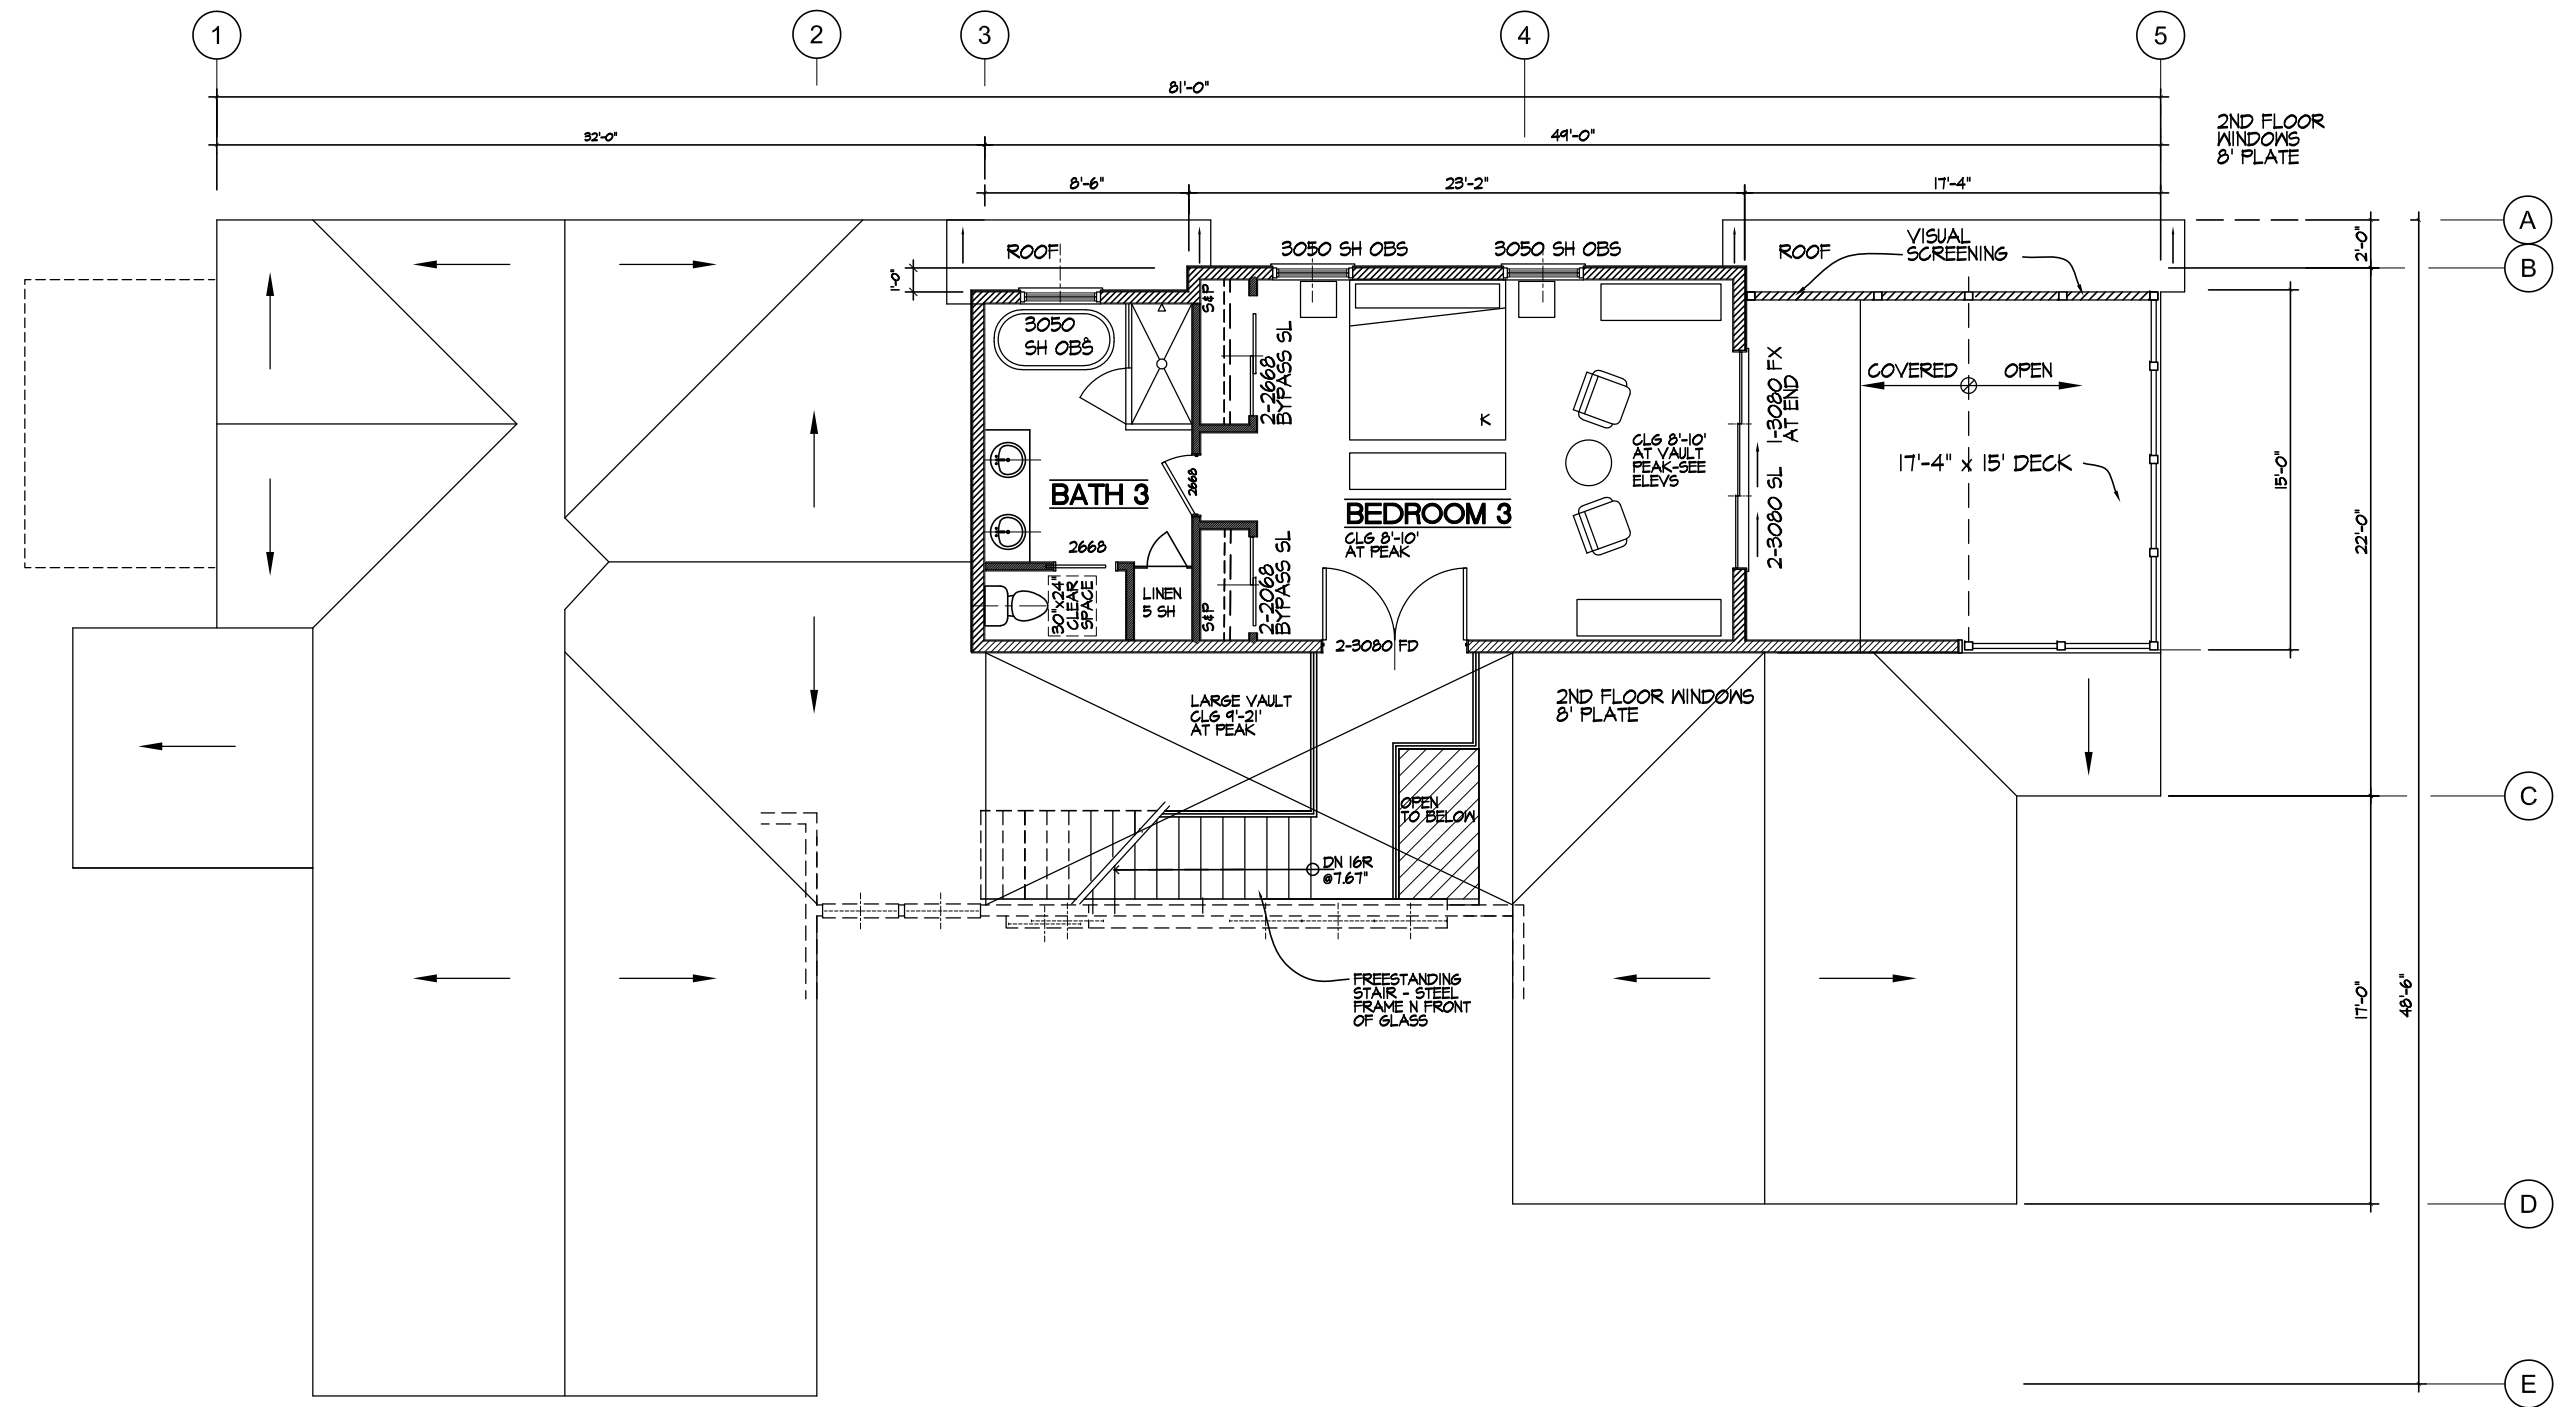 1
2
3
4
5
81'-0"
32'-0"
49'-0"
2ND FLOOR
WINDOWS
8' PLATE
8'-6"
23'-2"
17'-4"
A
B
2'-0"
ROOF
3050 SH OBS
3050 SH OBS
ROOF
VISUAL
SCREENING
1'-0"
S&P
3050
SH OBS
2-2668
BYPASS SL
1-3080 FX
AT END
COVERED
OPEN
K
CLG 8'-10'
AT VAULT
PEAK-SEE
ELEVS
17'-4" x 15' DECK
15'-0"
2668
BATH 3
BEDROOM 3
CLG 8'-10'
AT PEAK
2-3080 SL
22'-0"
2668
30"x24"
CLEAR
SPACE
LINEN
5 SH
S&P
2-2068
BYPASS SL
2-3080 FD
LARGE VAULT
CLG 9'-21'
AT PEAK
2ND FLOOR WINDOWS
8' PLATE
OPEN
TO BELOW
C
DN 16R
@7.67"
FREESTANDING
STAIR - STEEL
FRAME N FRONT
OF GLASS
17'-0"
48'-6"
D
E